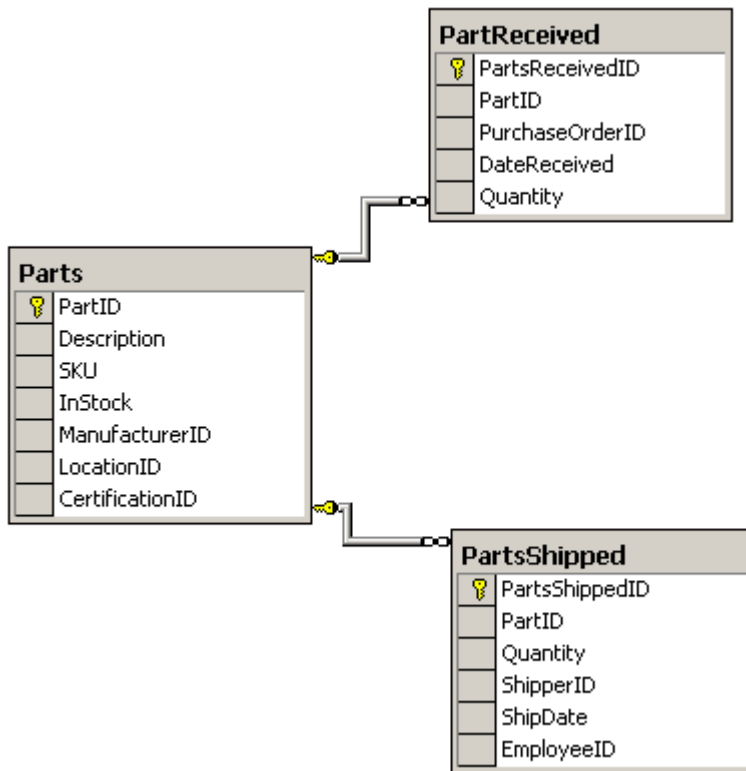 PartReceived
PartsReceivedID
PartID
PurchaseOrderID
DateReceived
Quantity
Parts
PartID
Description
SKU
InStock
ManufacturerID
LocationID
CertificationID
PartsShipped
PartsShippedID
PartID
Quantity
ShipperID
ShipDate
EmployeeID